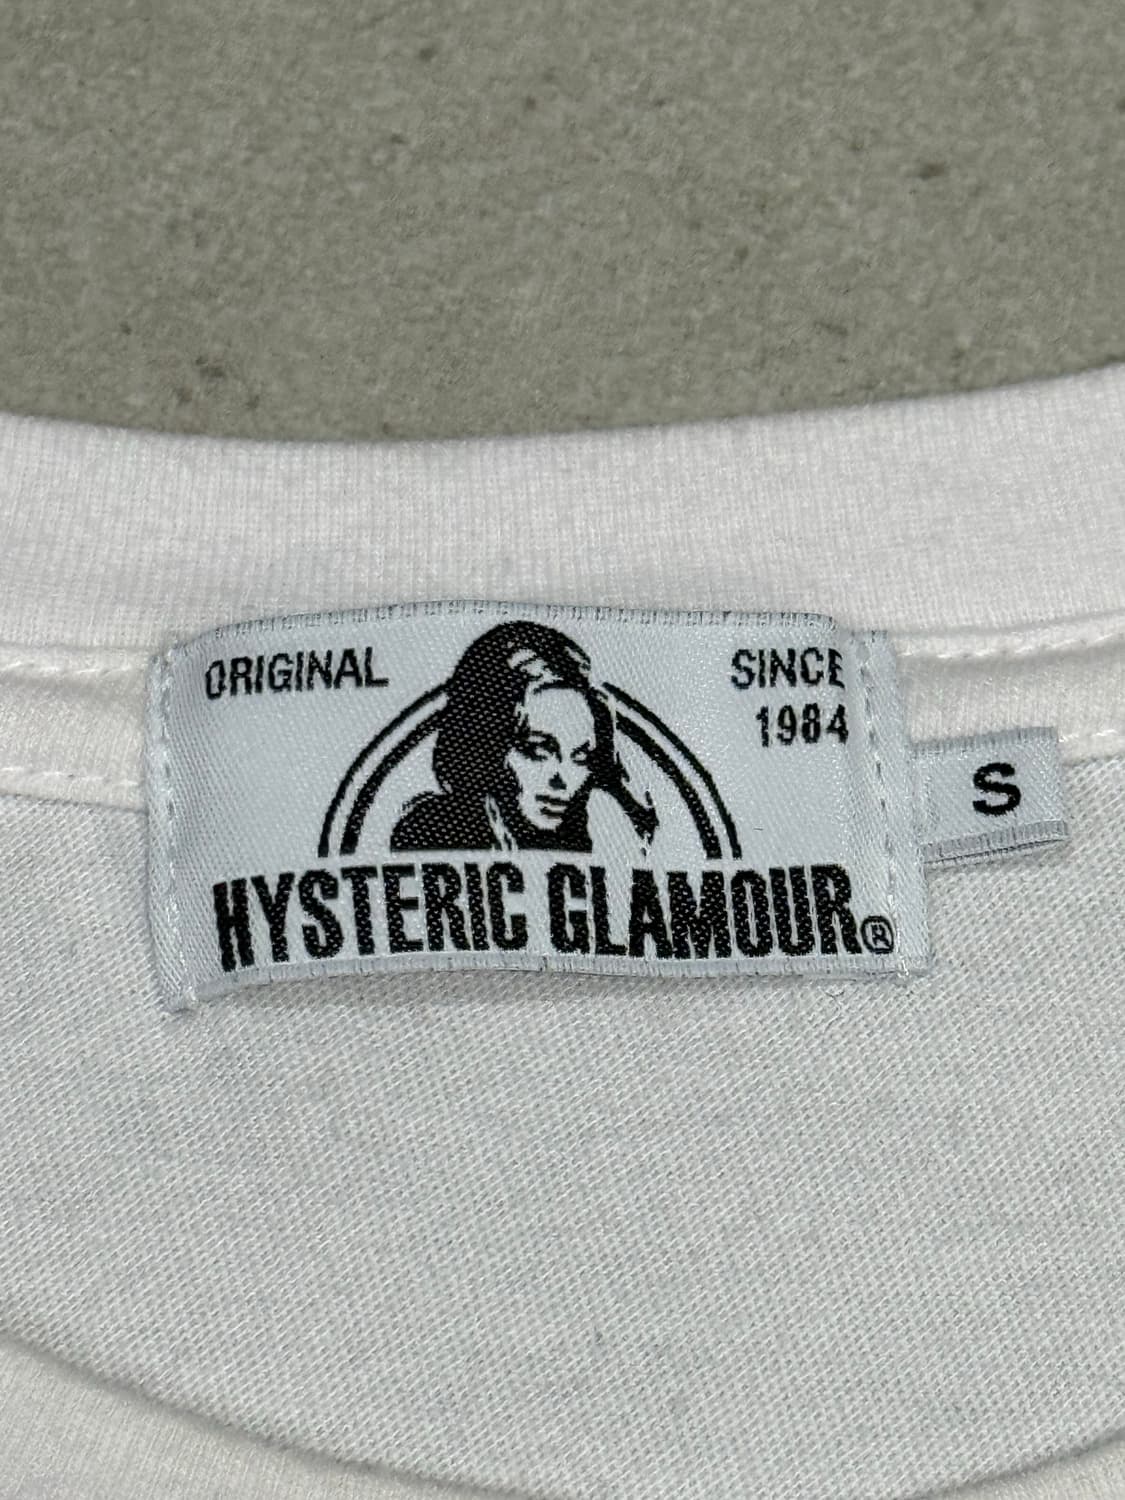 ORIGINAL
SINCE
1984
S
HYSTERIC GLAMOUR®